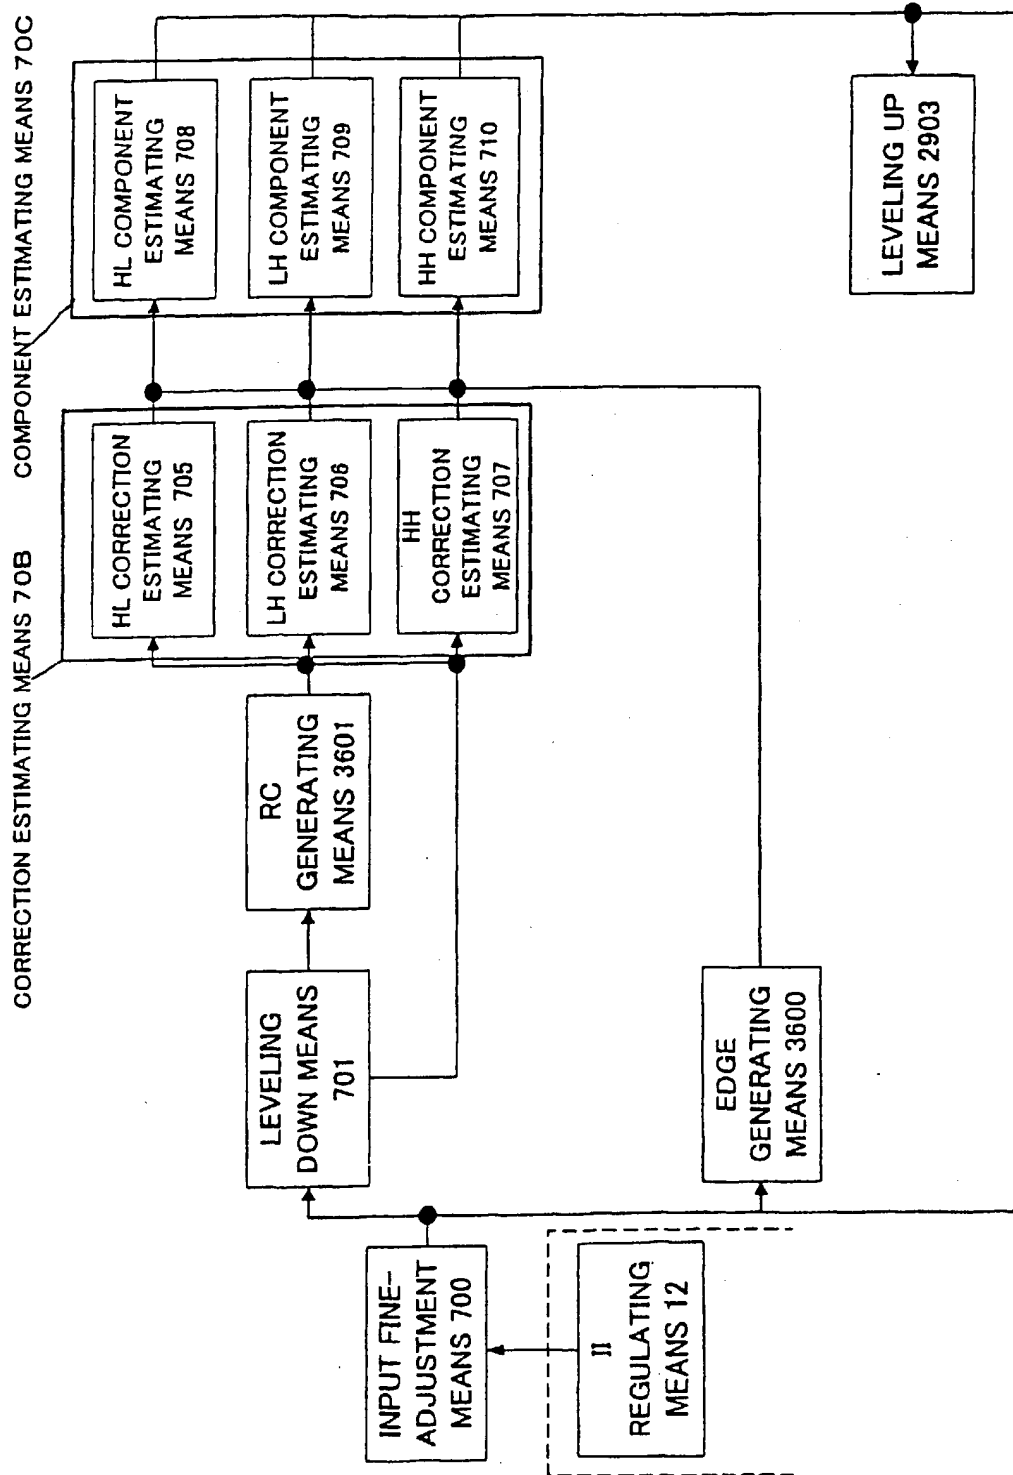 CORRECTION ESTIMATING MEANS 70B
COMPONENT ESTIMATING MEANS 70C
INPUT FINE–
ADJUSTMENT
MEANS 700
II
REGULATING
MEANS 12
LEVELING
DOWN MEANS
701
EDGE
GENERATING
MEANS 3600
RC
GENERATING
MEANS 3601
HL CORRECTION
ESTIMATING
MEANS 705
LH CORRECTION
ESTIMATING
MEANS 706
HH
CORRECTION
ESTIMATING
MEANS 707
HL COMPONENT
ESTIMATING
MEANS 708
LH COMPONENT
ESTIMATING
MEANS 709
HH COMPONENT
ESTIMATING
MEANS 710
LEVELING UP
MEANS 2903